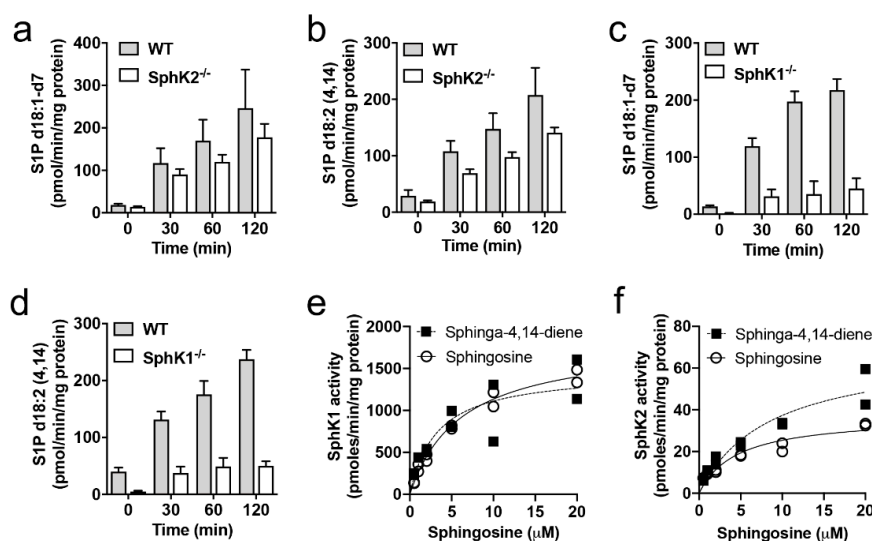 a
S1P d18:1-d7
(pmol/min/mg protein)
400
300
200
100
0
WT
SphK2-/-
0 30 60 120
Time (min)
b
S1P d18:2 (4,14)
(pmol/min/mg protein)
300
200
100
0
WT
SphK2-/-
0 30 60 120
Time (min)
c
S1P d18:1-d7
(pmol/min/mg protein)
300
200
100
0
WT
SphK1-/-
0 30 60 120
Time (min)
d
S1P d18:2 (4,14)
(pmol/min/mg protein)
300
200
100
0
WT
SphK1-/-
0 30 60 120
Time (min)
e
SphK1 activity
(pmoles/min/mg protein)
2000
1500
1000
500
0
Sphinga-4,14-diene
Sphingosine
0 5 10 15 20
Sphingosine (μM)
f
SphK2 activity
(pmoles/min/mg protein)
80
60
40
20
0
Sphinga-4,14-diene
Sphingosine
0 5 10 15 20
Sphingosine (μM)